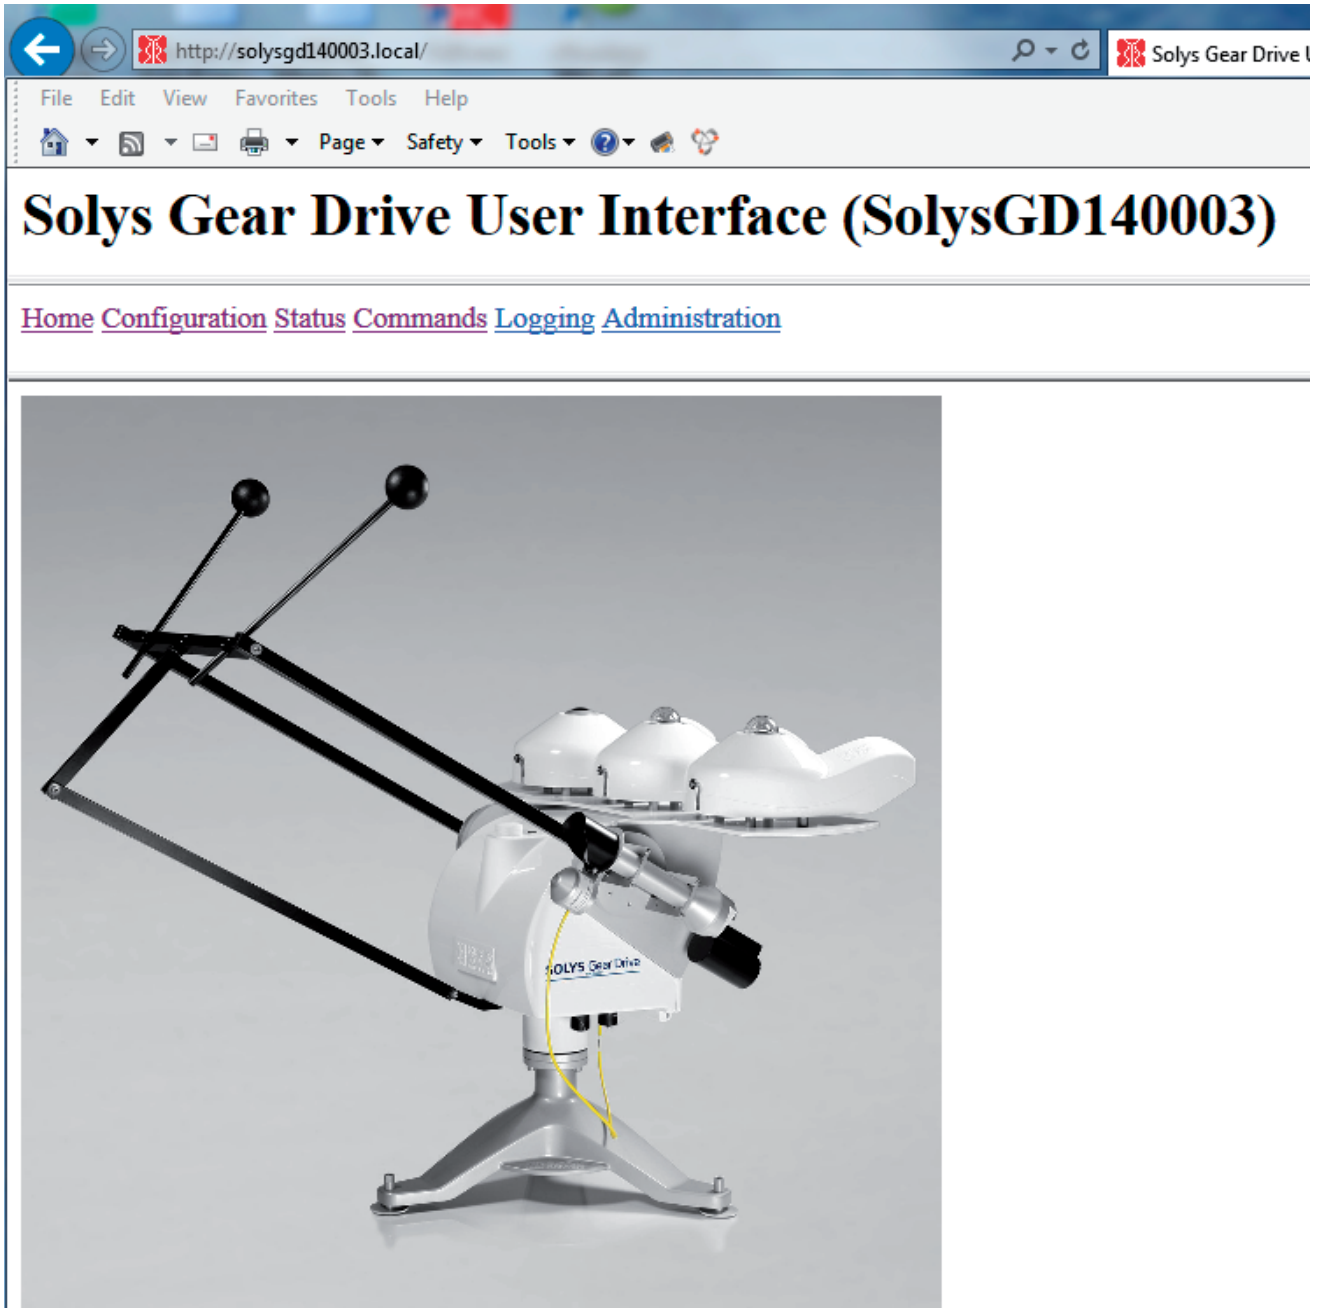 http://solysgd140003.local/
Solys Gear Drive U
File Edit View Favorites Tools Help
Page Safety Tools
Solys Gear Drive User Interface (SolysGD140003)
Home Configuration Status Commands Logging Administration
SOLYS Gear Drive